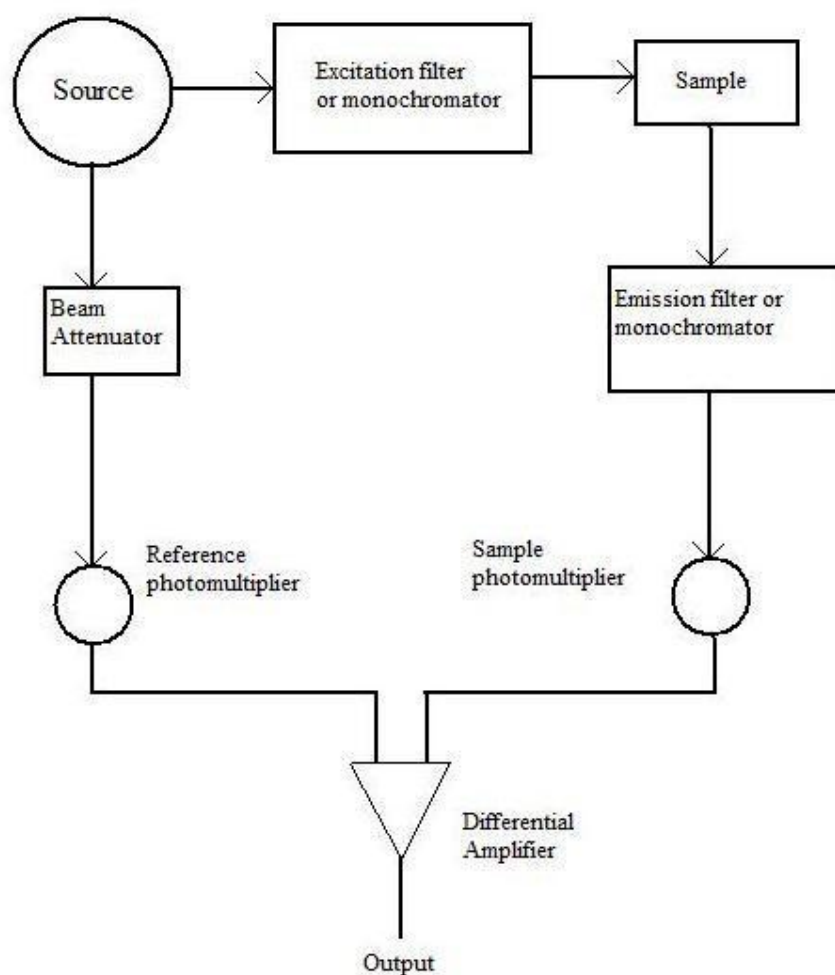 Source
Excitation filter
or monochromator
Sample
Beam
Attenuator
Emission filter or
monochromator
Reference
photomultiplier
Sample
photomultiplier
Differential
Amplifier
Output